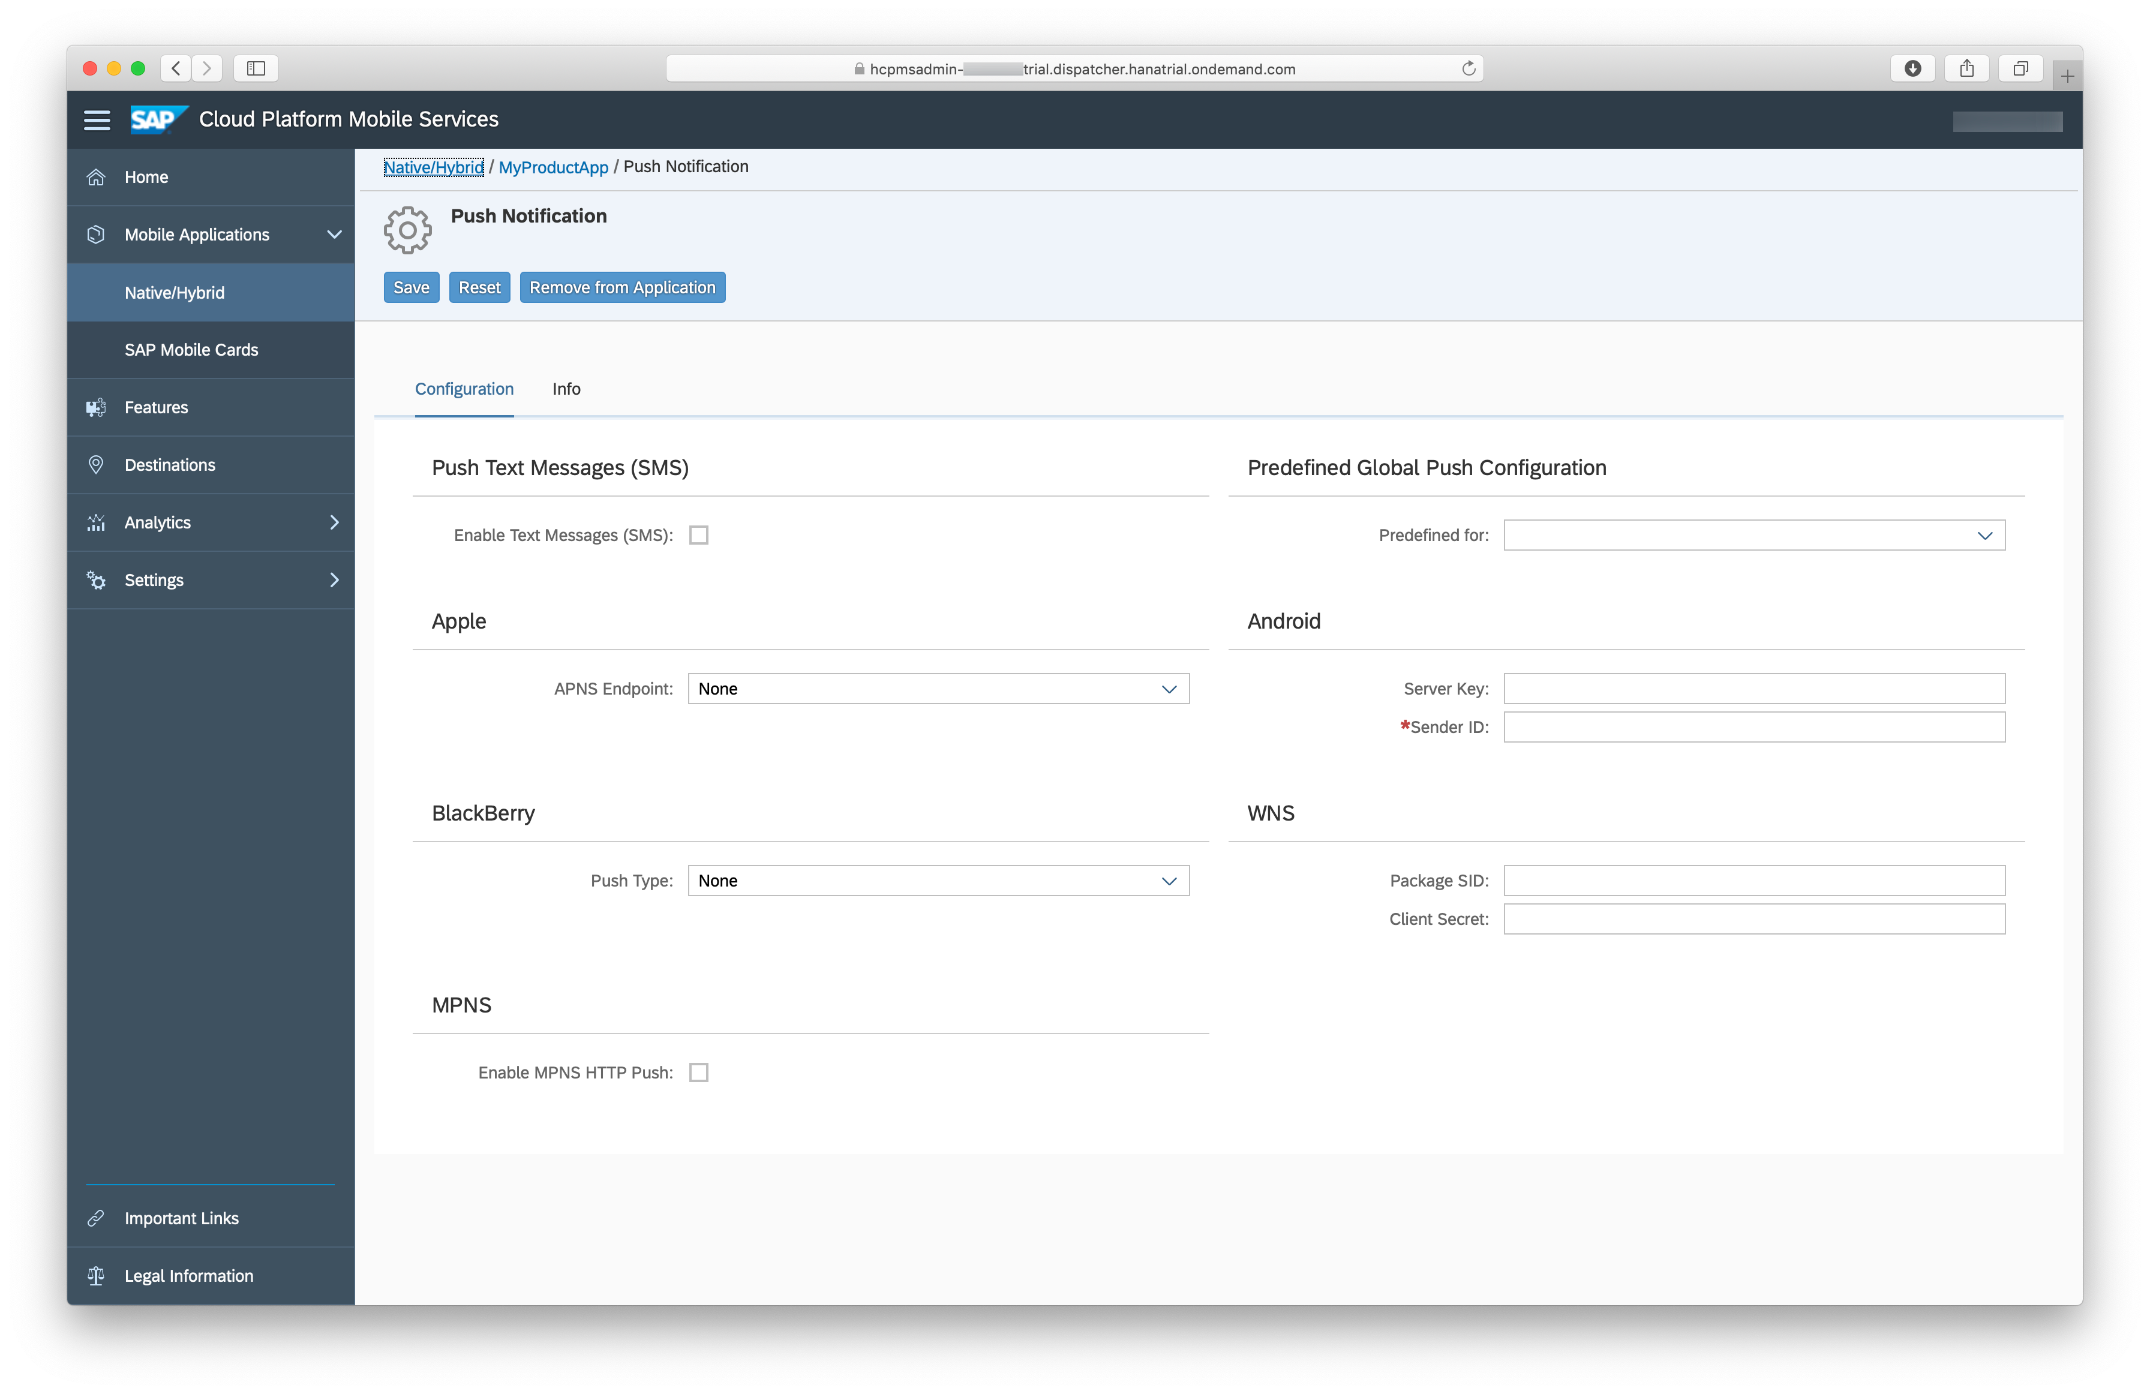 hcpmsadmin-
trial.dispatcher.hanatrial.ondemand.com
SAP Cloud Platform Mobile Services
Home
Mobile Applications
Native/Hybrid
SAP Mobile Cards
Features
Destinations
Analytics
Settings
Important Links
Legal Information
Native/Hybrid / MyProductApp / Push Notification
Push Notification
Save Reset Remove from Application
Configuration Info
Push Text Messages (SMS)
Enable Text Messages (SMS):
Predefined Global Push Configuration
Predefined for:
Apple
APNS Endpoint: None
Android
Server Key:
*Sender ID:
BlackBerry
Push Type: None
WNS
Package SID:
Client Secret:
MPNS
Enable MPNS HTTP Push: